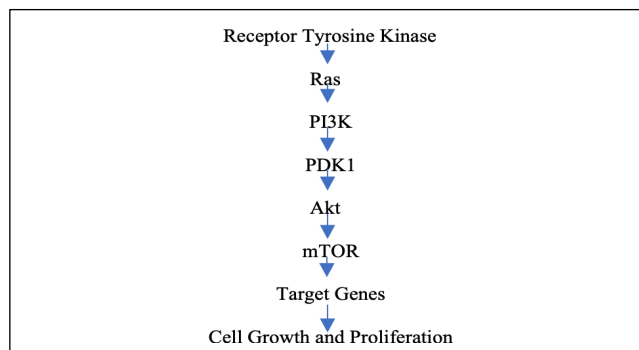 Receptor Tyrosine Kinase
Ras
PI3K
PDK1
Akt
mTOR
Target Genes
Cell Growth and Proliferation